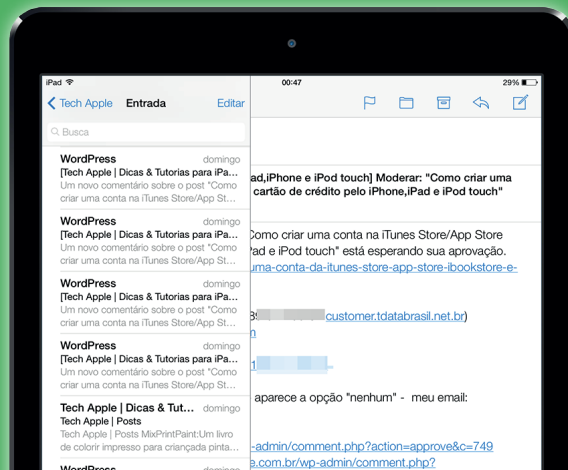 iPad
00:47
29%
Tech Apple
Entrada
Editar
Busca
WordPress domingo
[Tech Apple | Dicas & Tutorias para iPa...
Um novo comentário sobre o post "Como
criar uma conta na iTunes Store/App St...
WordPress domingo
[Tech Apple | Dicas & Tutorias para iPa...
Um novo comentário sobre o post "Como
criar uma conta na iTunes Store/App St...
WordPress domingo
[Tech Apple | Dicas & Tutorias para iPa...
Um novo comentário sobre o post "Como
criar uma conta na iTunes Store/App St...
WordPress domingo
[Tech Apple | Dicas & Tutorias para iPa...
Um novo comentário sobre o post "Como
criar uma conta na iTunes Store/App St...
Tech Apple | Dicas & Tut... domingo
Tech Apple | Posts
Tech Apple | Posts MixPrintPaint:Um livro
de colorir impresso para criançada pinta...
WordPress domingo
ad,iPhone e iPod touch] Moderar: "Como criar uma
cartão de crédito pelo iPhone,iPad e iPod touch"
Como criar uma conta na iTunes Store/App Store
Pad e iPod touch" está esperando sua aprovação.
uma-conta-da-itunes-store-app-store-ibookstore-e-
customer.tdatabrasil.net.br)
aparece a opção "nenhum" - meu email:
-admin/comment.php?action=approve&c=749
e.com.br/wp-admin/comment.php?